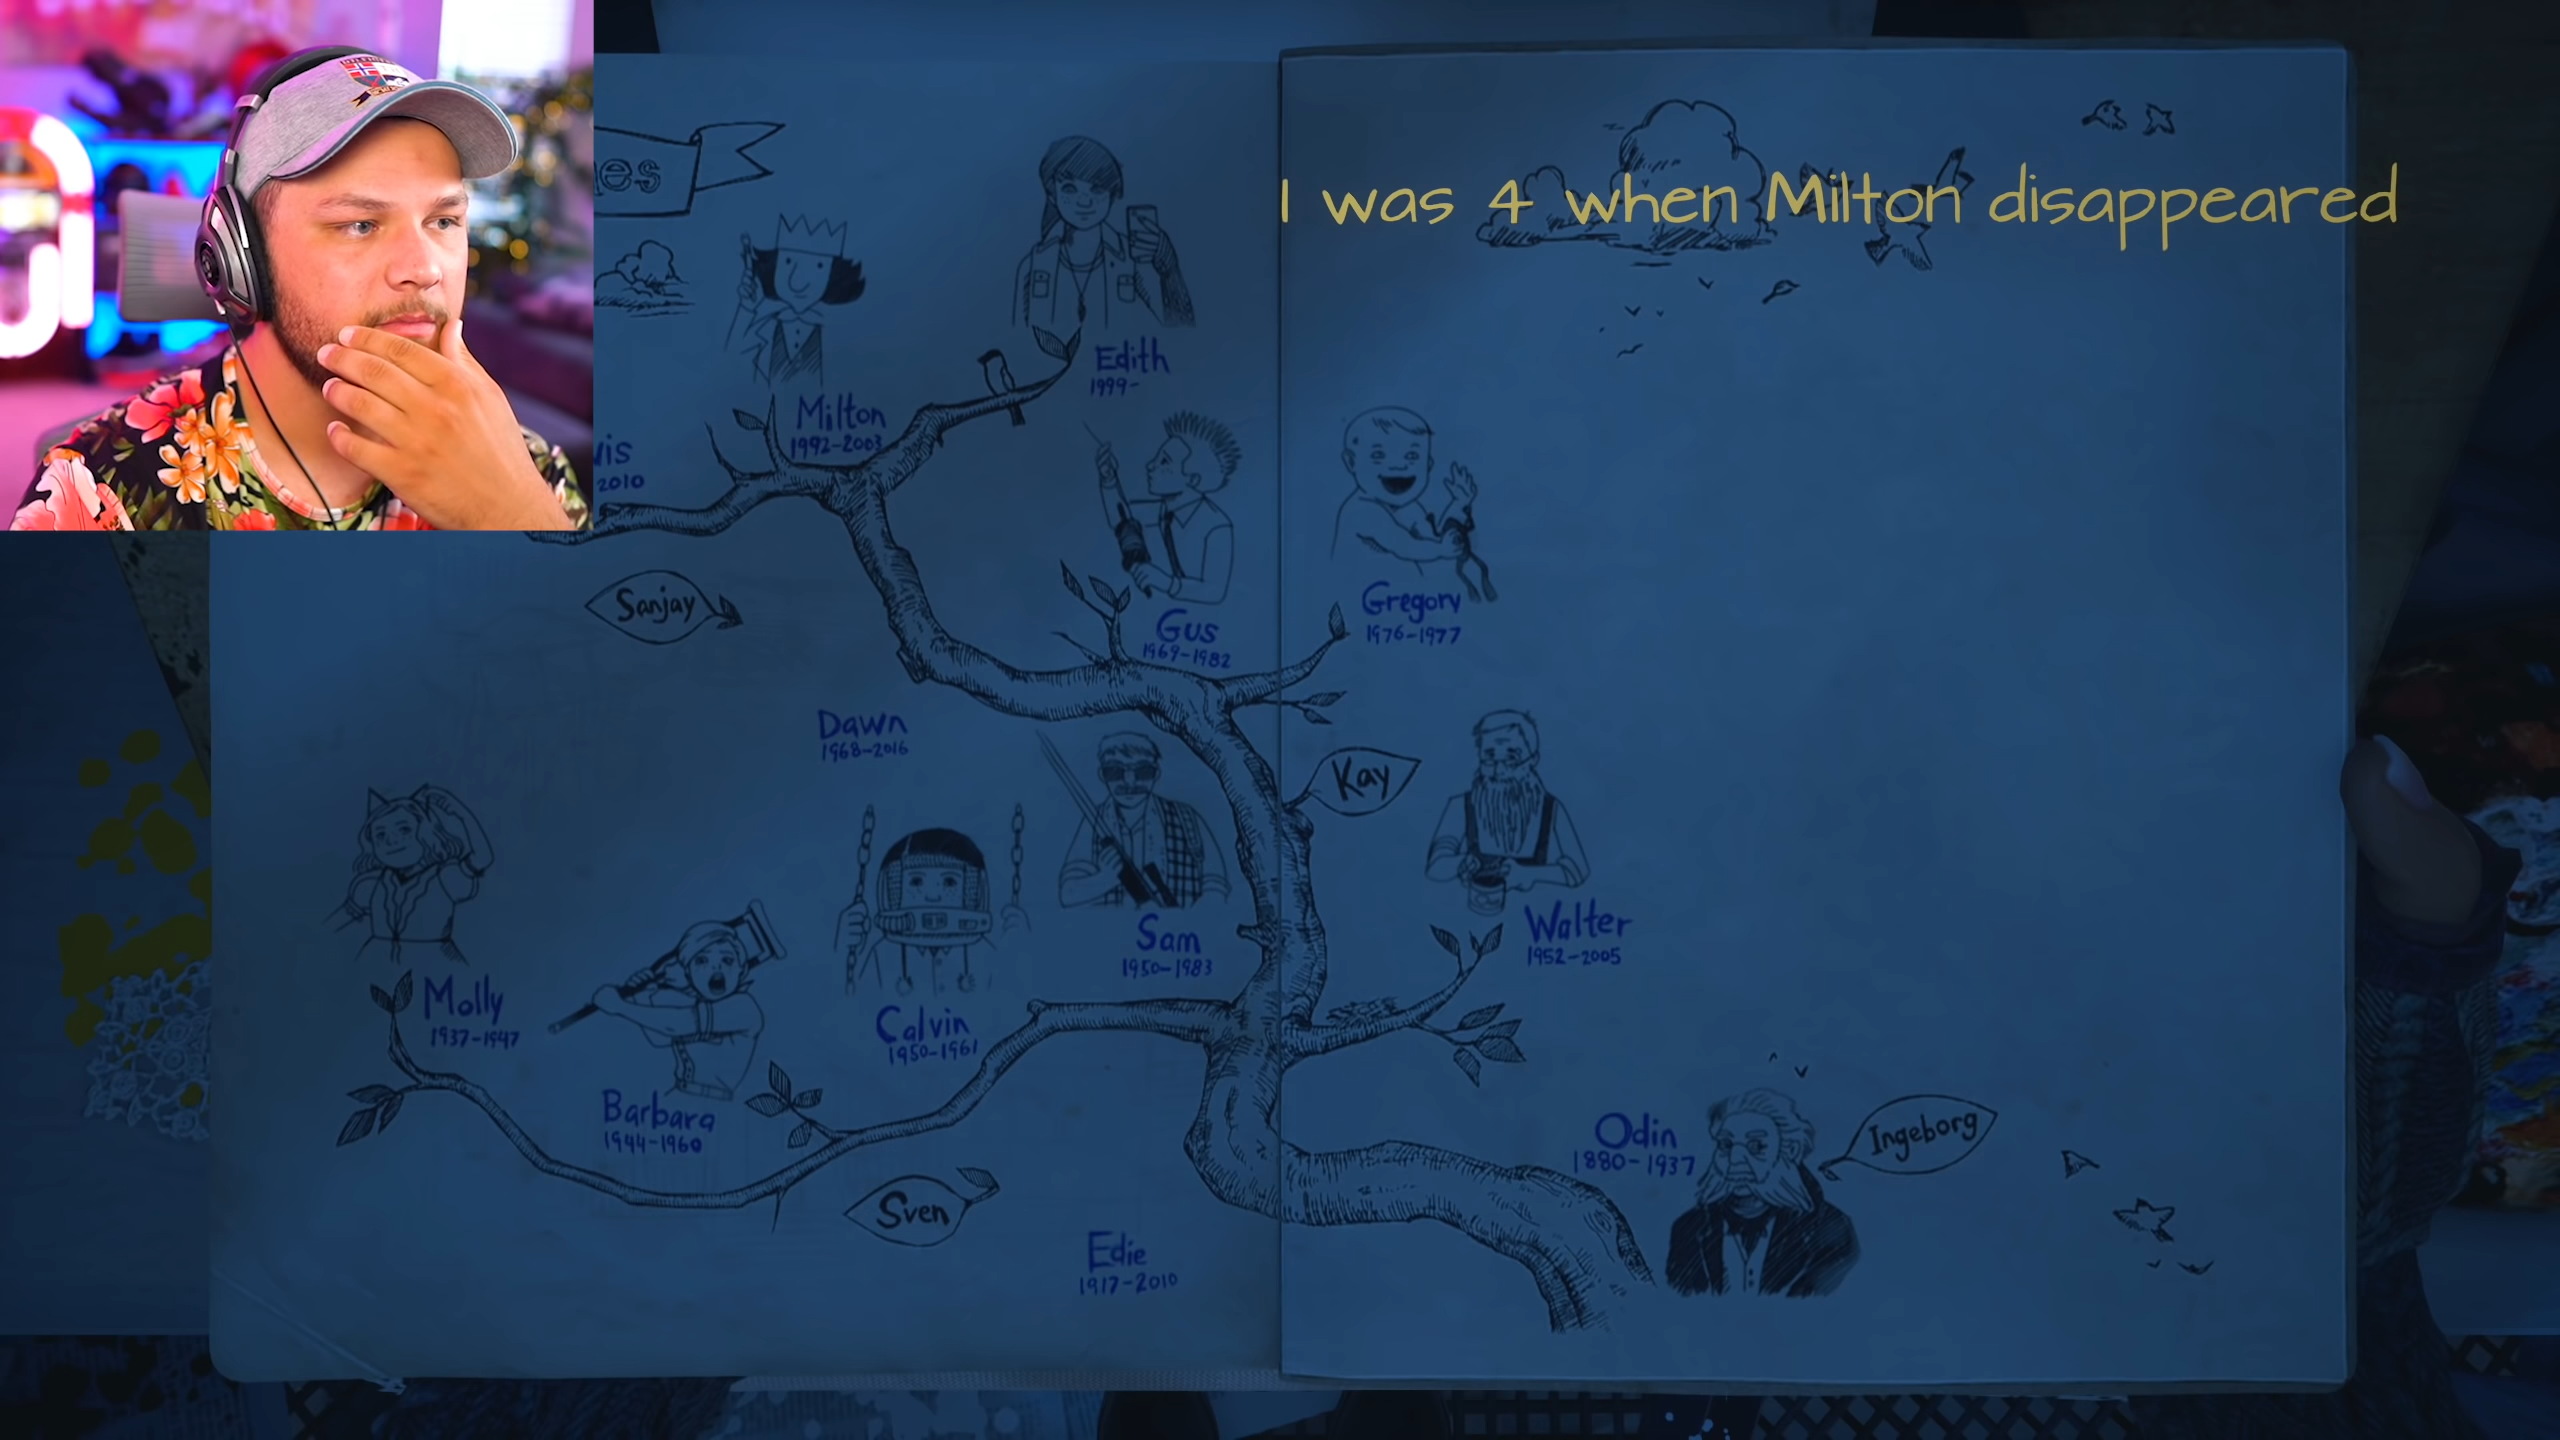 I was 4 when Milton disappeared
Edith
1999-
Milton
1992-2003
2010
Sanjay
Gus
1969-1982
Gregory
1976-1977
Dawn
1968-2016
Kay
Sam
1950-1983
Walter
1952-2005
Molly
1937-1947
Calvin
1950-1961
Barbara
1944-1960
Odin
1880-1937
Ingeborg
Sven
Edie
1917-2010